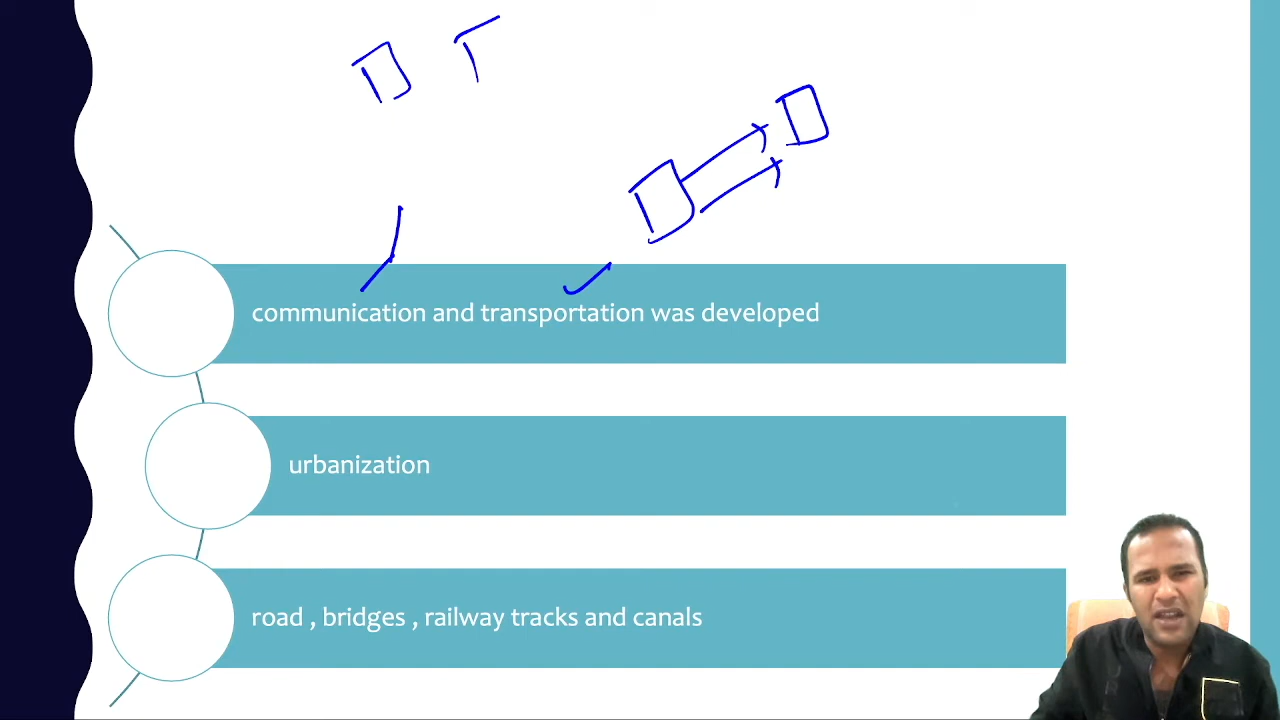 communication and transportation was developed
urbanization
road , bridges , railway tracks and canals